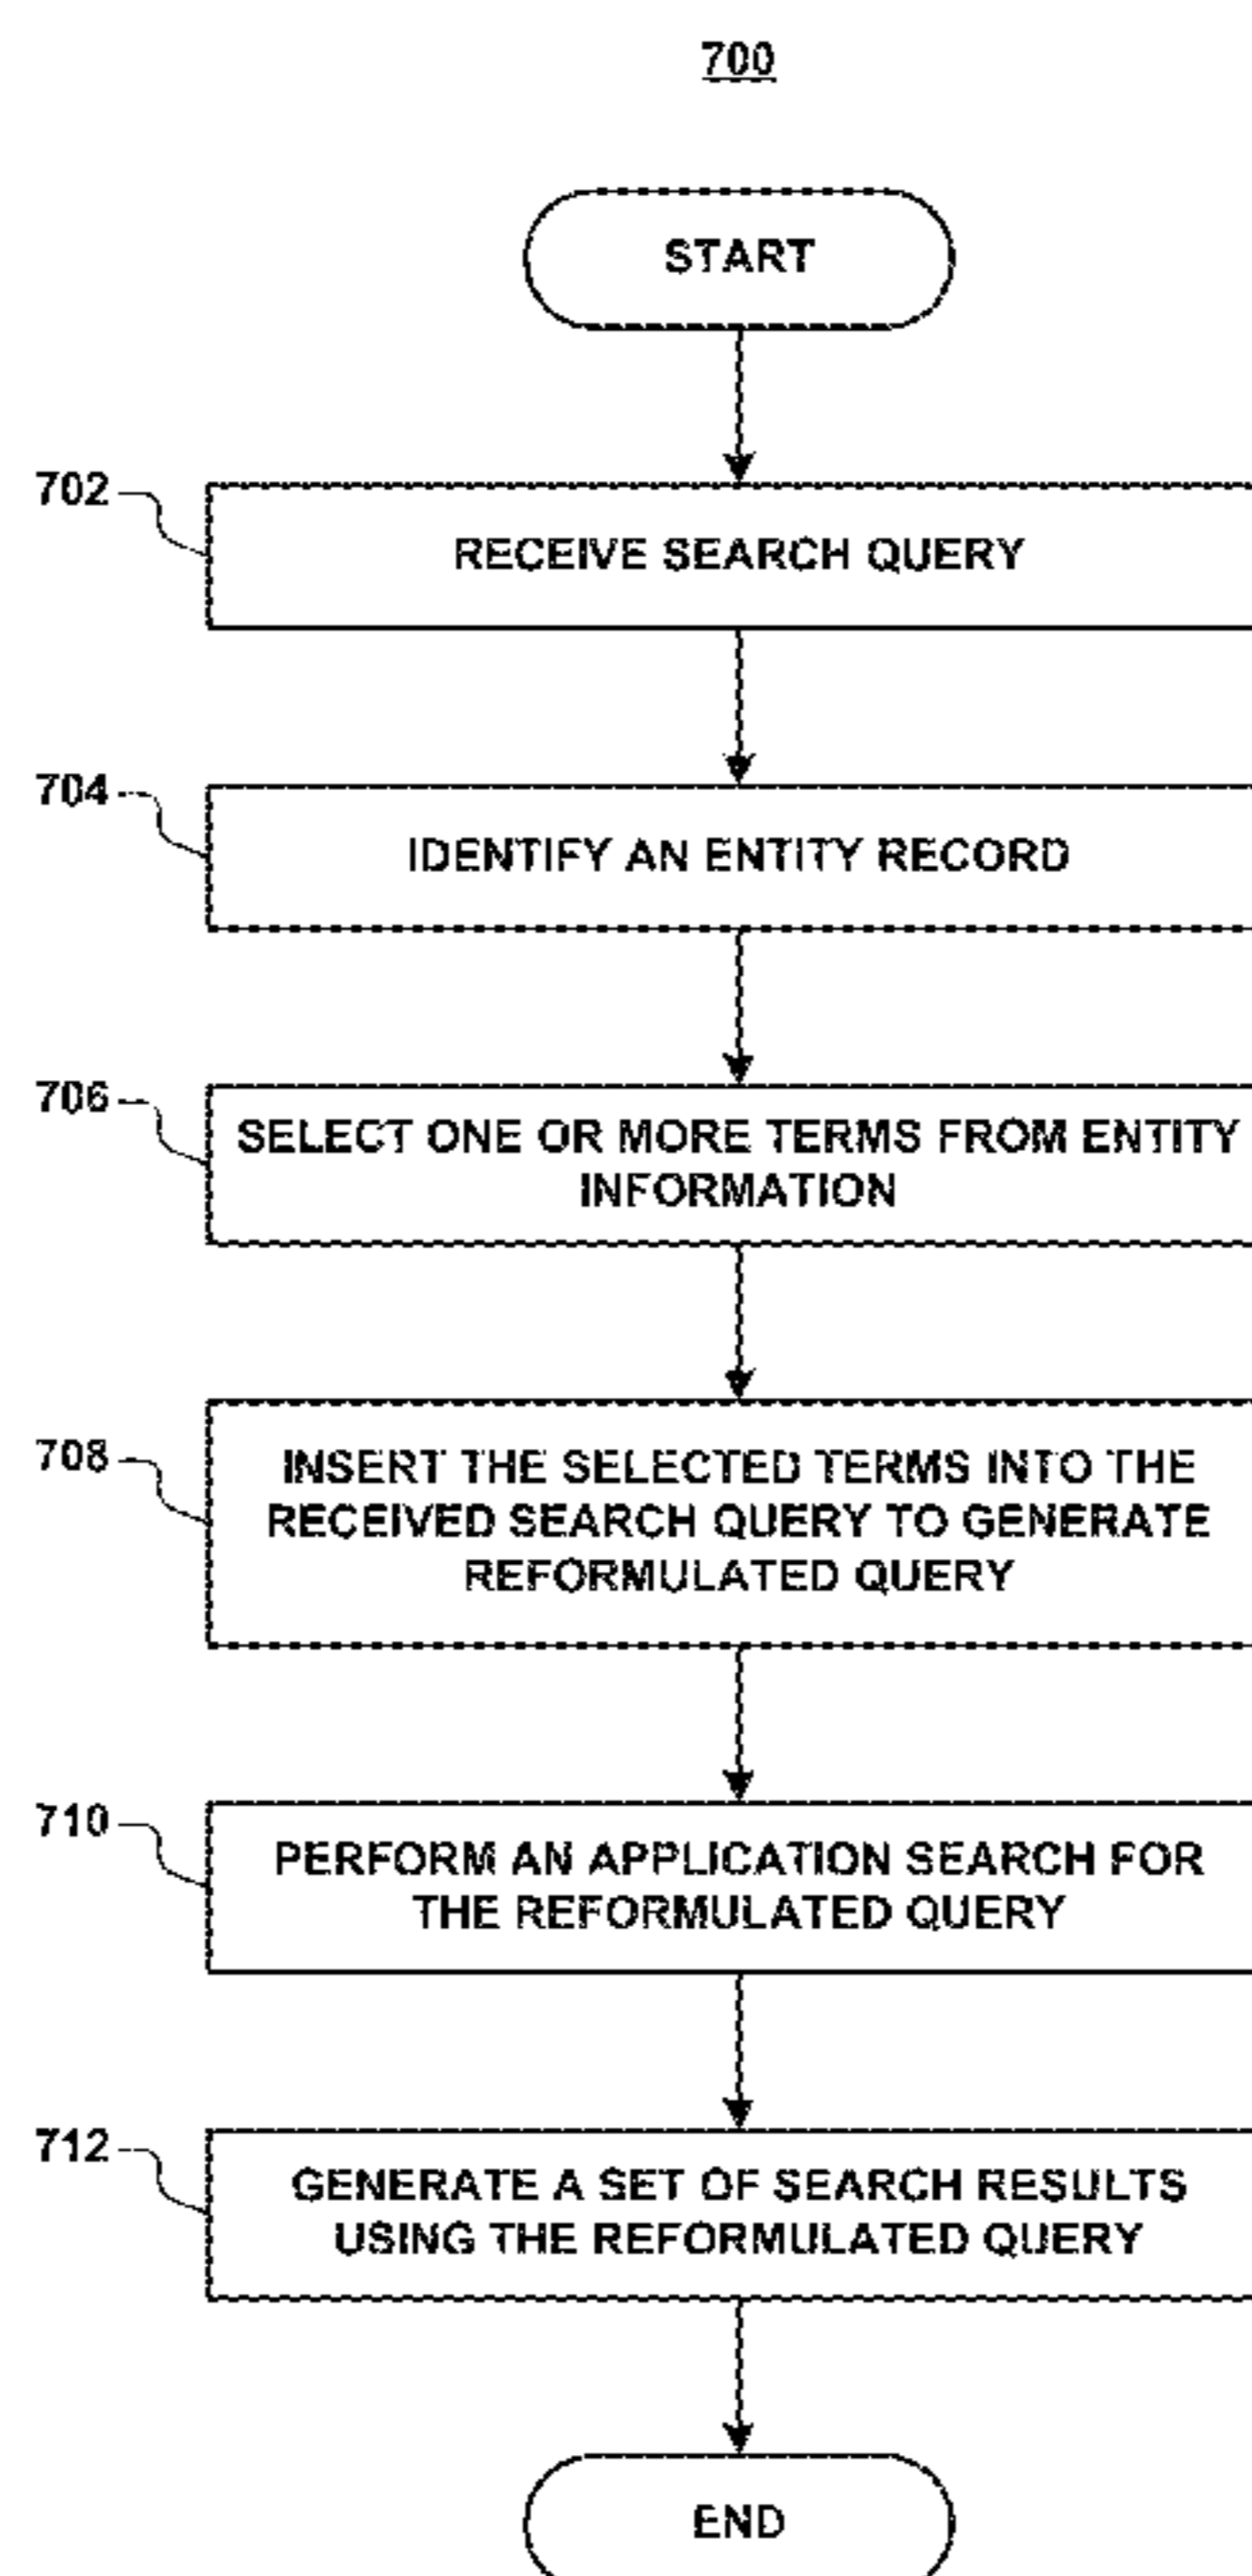 700
START
702
RECEIVE SEARCH QUERY
704
IDENTIFY AN ENTITY RECORD
706
SELECT ONE OR MORE TERMS FROM ENTITY
INFORMATION
708
INSERT THE SELECTED TERMS INTO THE
RECEIVED SEARCH QUERY TO GENERATE
REFORMULATED QUERY
710
PERFORM AN APPLICATION SEARCH FOR
THE REFORMULATED QUERY
712
GENERATE A SET OF SEARCH RESULTS
USING THE REFORMULATED QUERY
END